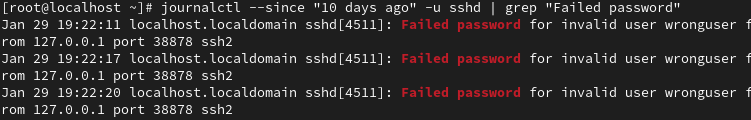 [root@localhost ~]# journalctl --since "10 days ago" -u sshd | grep "Failed password"
Jan 29 19:22:11 localhost.localdomain sshd[4511]: Failed password for invalid user wronguser f
rom 127.0.0.1 port 38878 ssh2
Jan 29 19:22:17 localhost.localdomain sshd[4511]: Failed password for invalid user wronguser f
rom 127.0.0.1 port 38878 ssh2
Jan 29 19:22:20 localhost.localdomain sshd[4511]: Failed password for invalid user wronguser f
rom 127.0.0.1 port 38878 ssh2